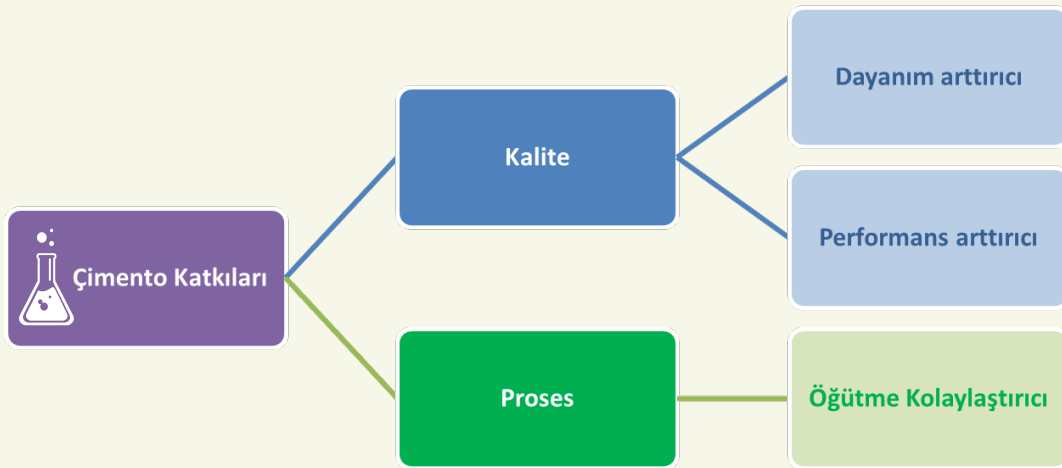 Çimento Katkıları
Kalite
Dayanım arttırıcı
Performans arttırıcı
Proses
Öğütme Kolaylaştırıcı